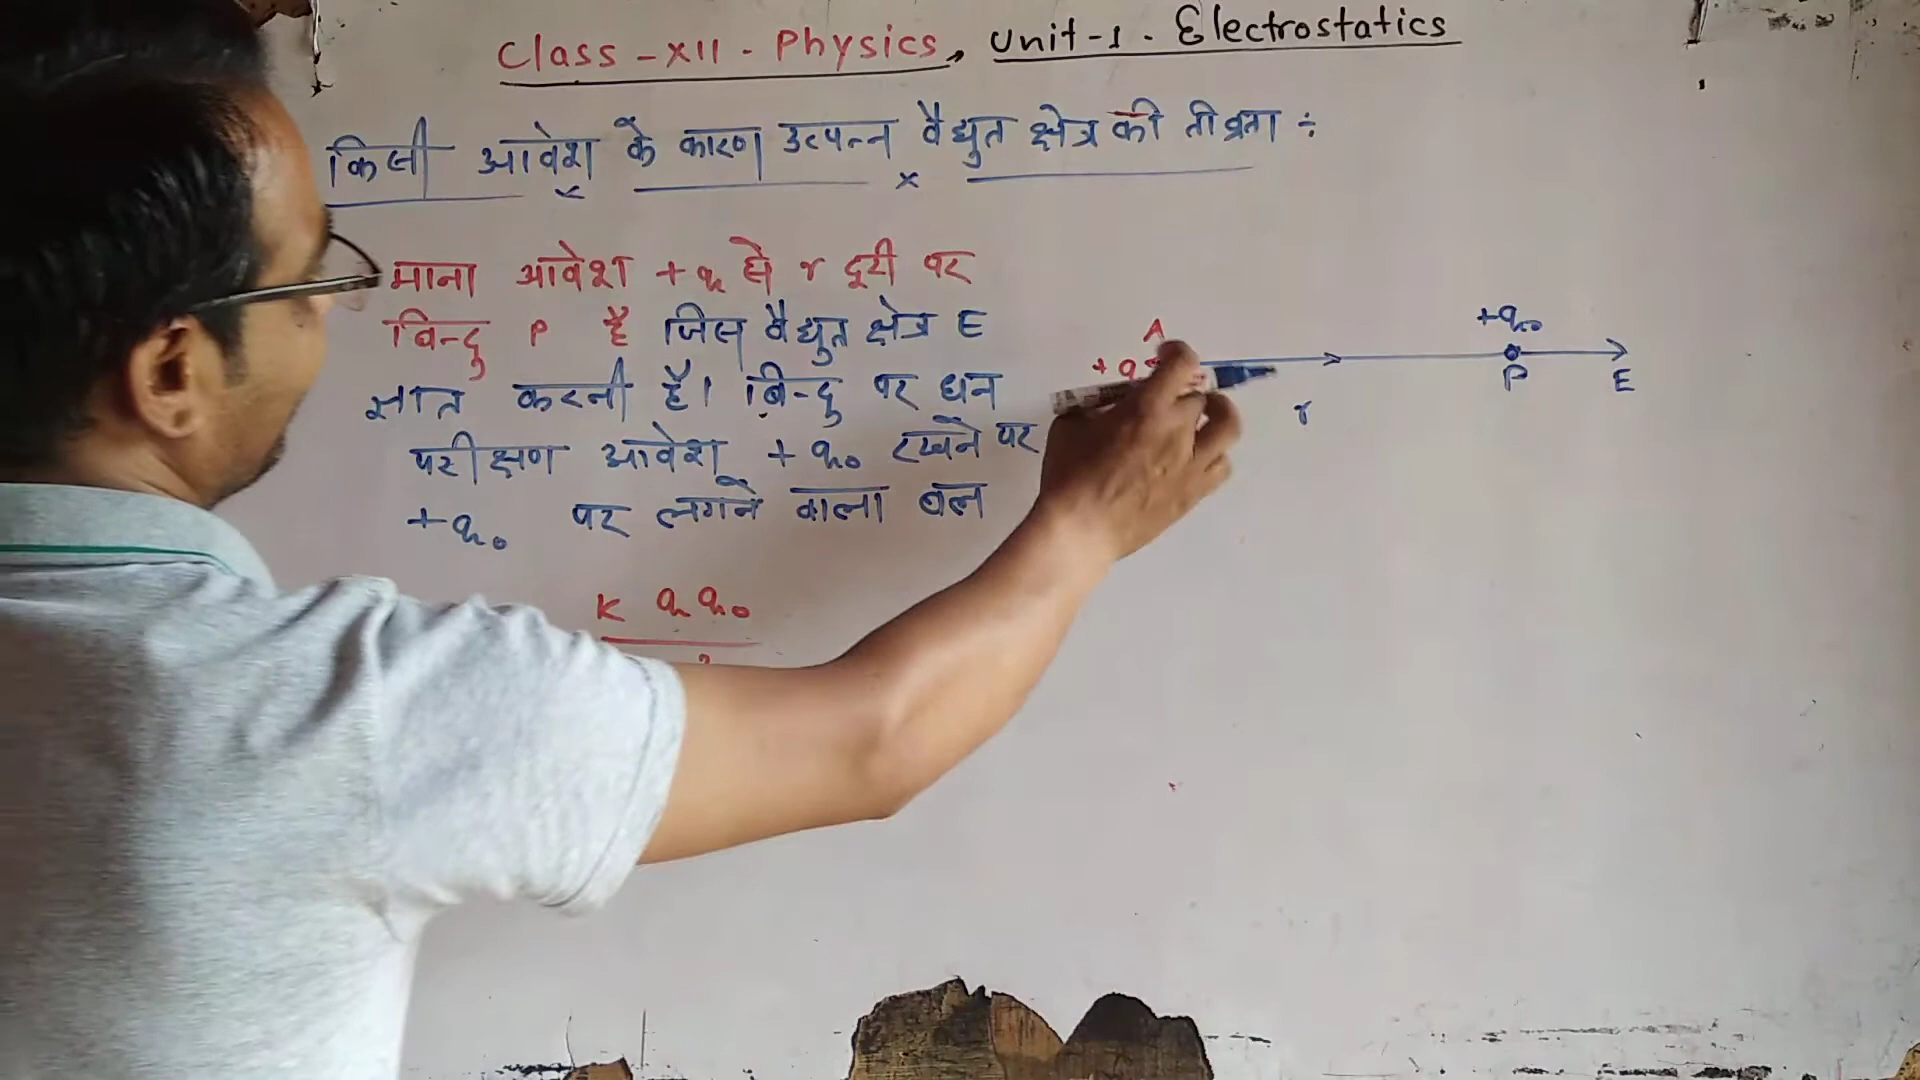 Class - XII - Physics, Unit-1. Electrostatics
किसी आवेश के कारण उत्पन्न वैद्युत क्षेत्र की तीव्रता ÷
माना आवेश +q से r दूरी पर
बिन्दु P है जिस वैद्युत क्षेत्र E
ज्ञात करनी है। बिन्दु पर धन
परीक्षण आवेश +q₀ रखने पर
+q₀ पर लगने वाला बल
K q q₀
A
+q
r
+q₀
P
E